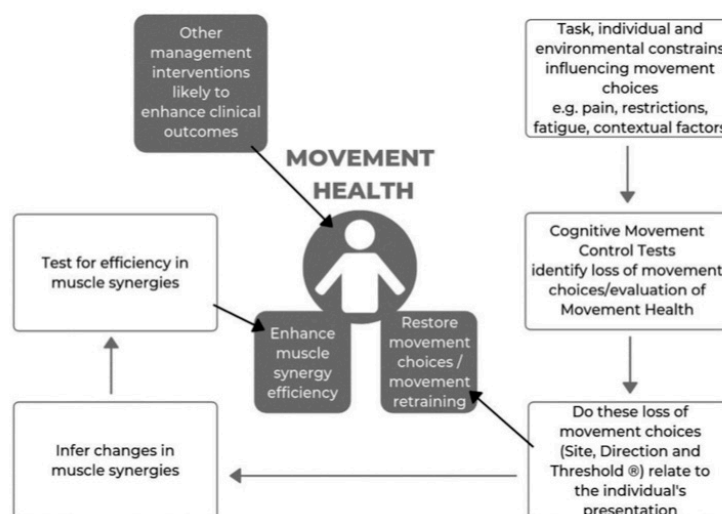 Other
management
interventions
likely to
enhance clinical
outcomes
Task, individual and
environmental constrains
influencing movement
choices
e.g. pain, restrictions,
fatigue, contextual factors
MOVEMENT
HEALTH
Test for efficiency in
muscle synergies
Cognitive Movement
Control Tests
identify loss of movement
choices/evaluation of
Movement Health
Enhance
muscle
synergy
efficiency
Restore
movement
choices /
movement
retraining
Infer changes in
muscle synergies
Do these loss of
movement choices
(Site, Direction and
Threshold ®) relate to
the individual's
presentation